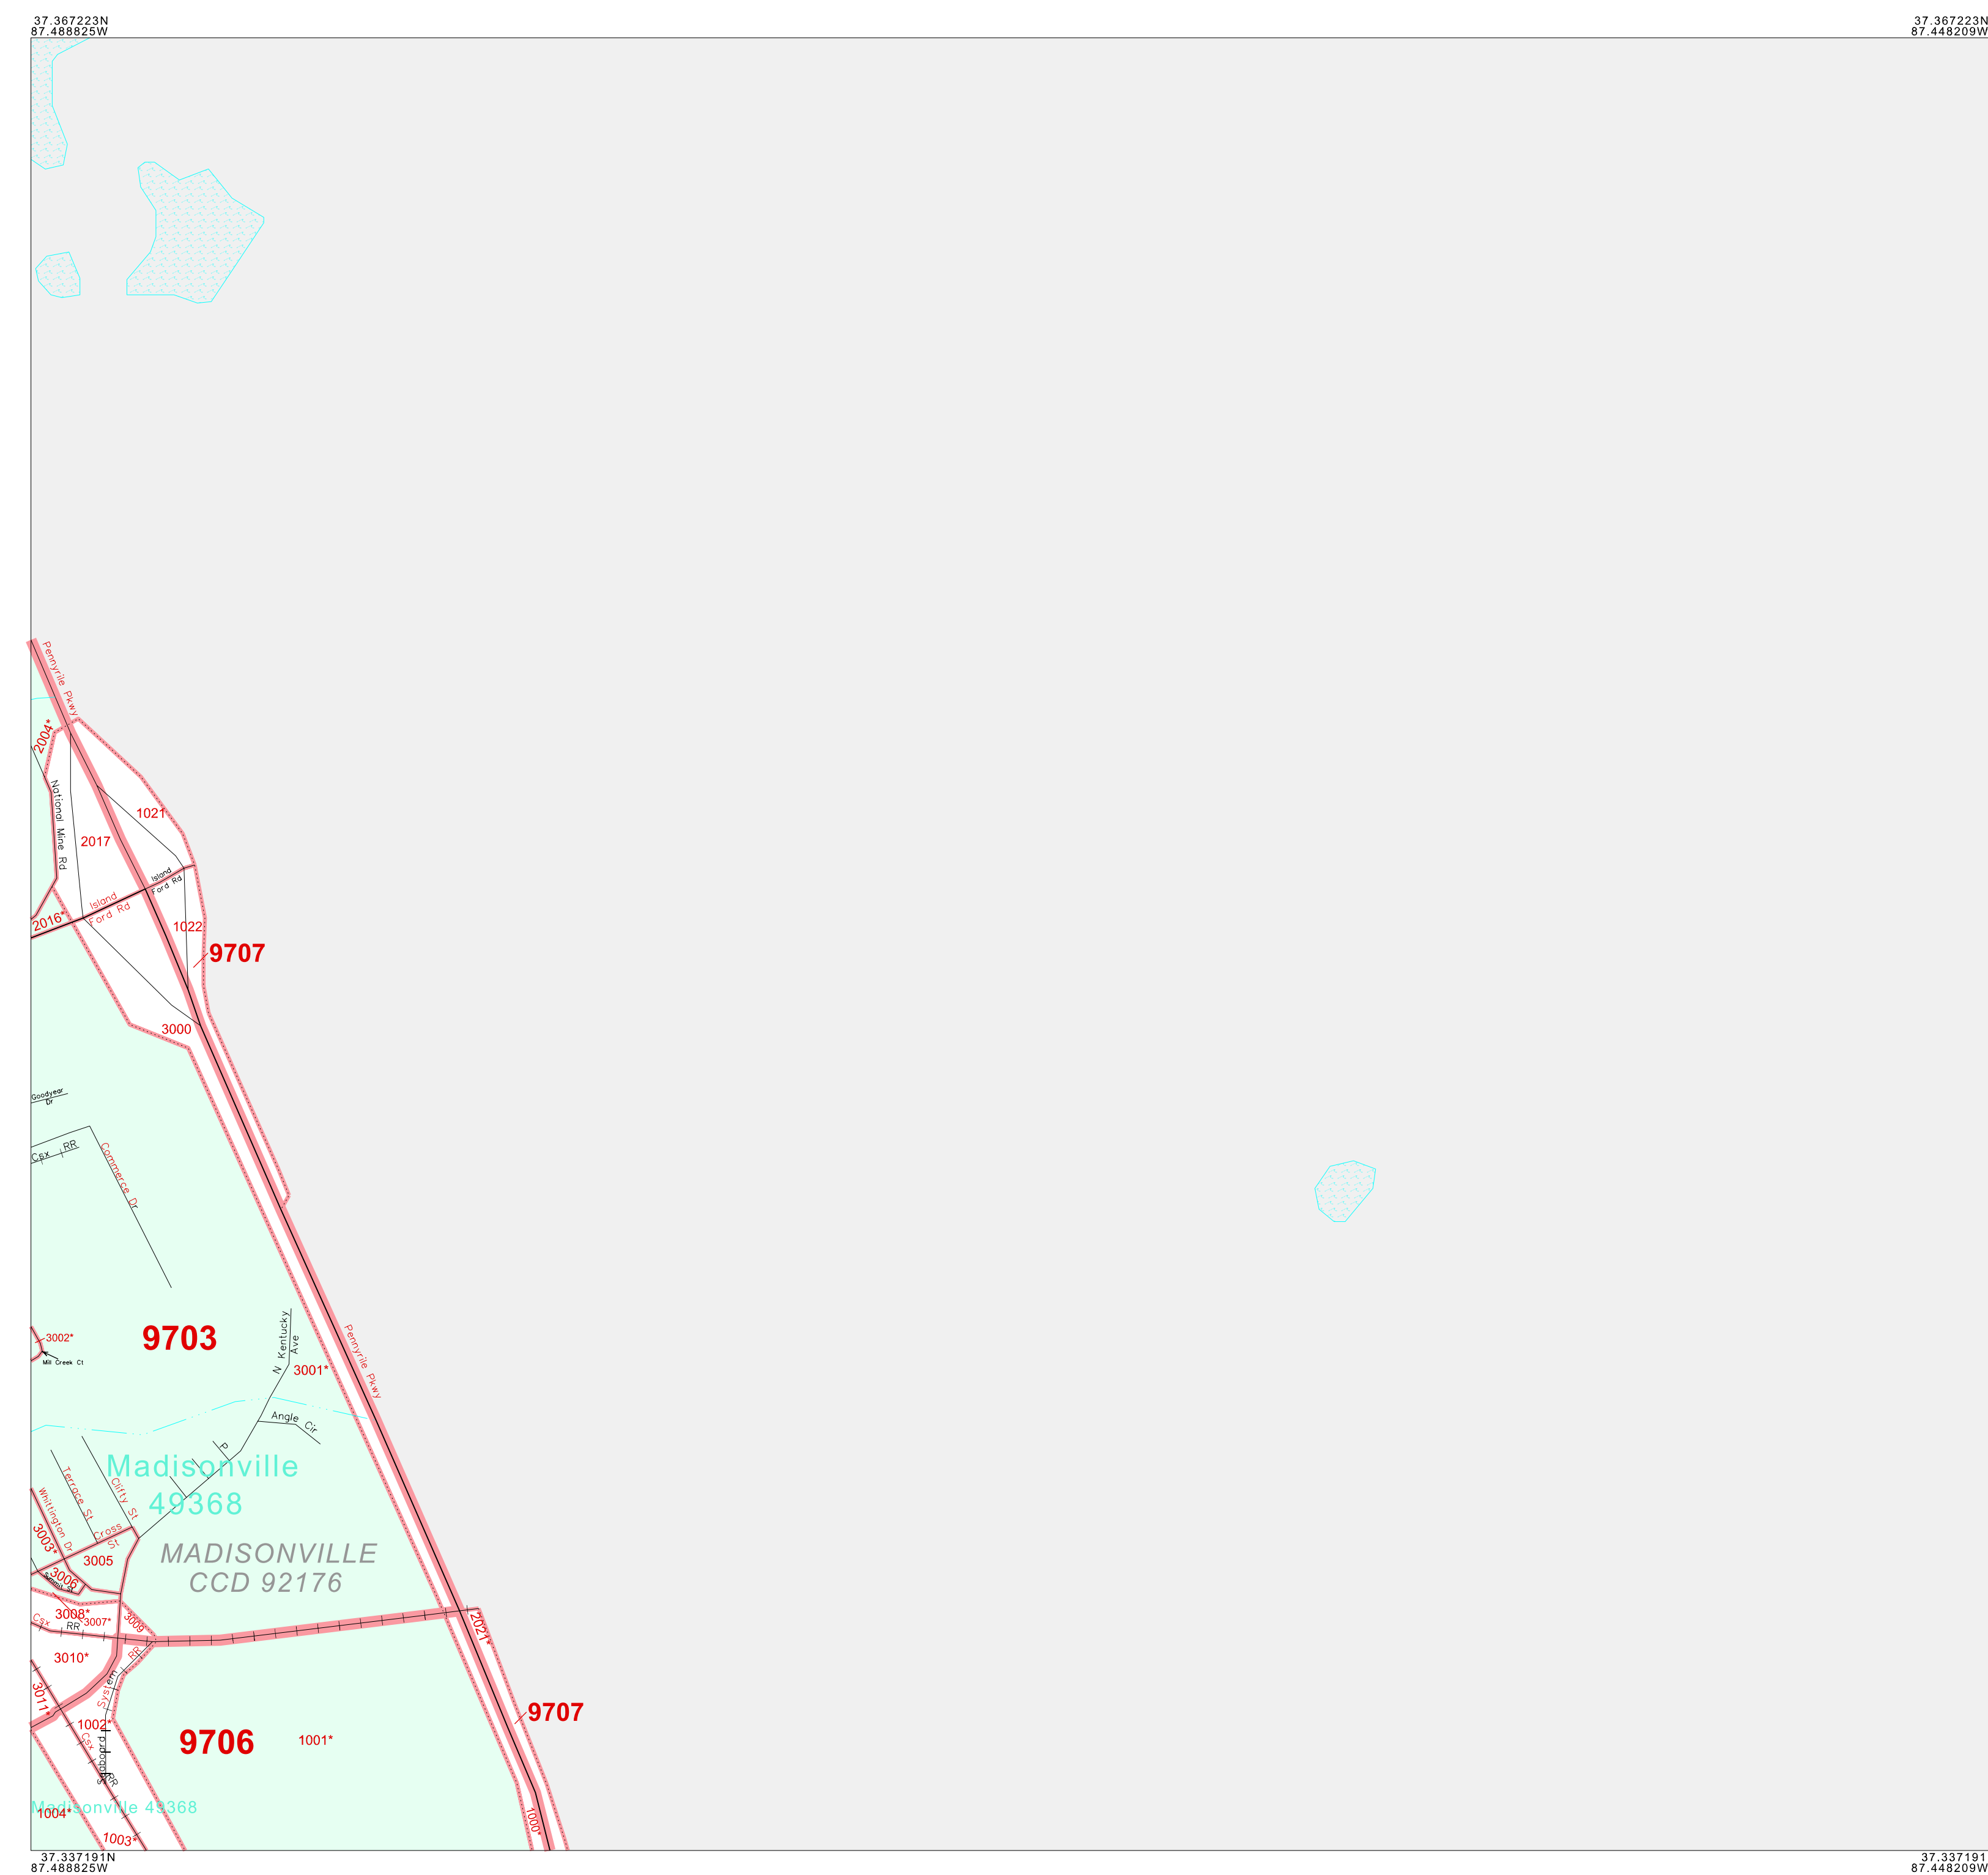 37.367223N
87.488825W
37.367223N
87.448209W
Pennyrile Pkwy
2004*
National Mine Rd
1021
2017
Island
Ford Rd
Island
Ford Rd
2016*
1022
9707
3000
Goodyear
Dr
Csx RR
Commerce Dr
9703
3002*
Mill Creek Ct
N Kentucky
Ave
3001*
Pennyrile Pkwy
Angle Cir
P
Madisonville
49368
Terrace St
Clifty St
Whittington Dr
Cross
St
3003*
3005
3006
Summit St
MADISONVILLE
CCD 92176
3008*
3007*
3009
Csx RR
2021*
3010*
RR
System
3011*
1002*
Csx
RR
Seaboard
9706
1001*
9707
Madisonville 49368
1004*
1003*
1000*
37.337191N
87.488825W
37.337191
87.448209W